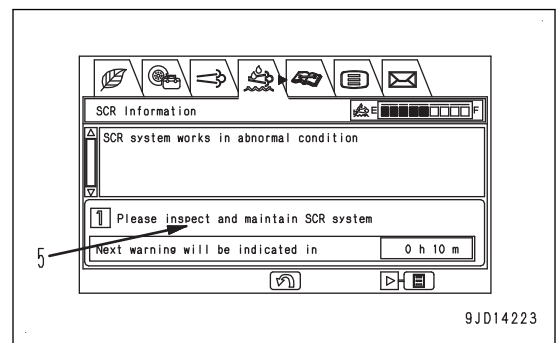 SCR Information
E F
SCR system works in abnormal condition
1 Please inspect and maintain SCR system
Next warning will be indicated in 0 h 10 m
5
9JD14223